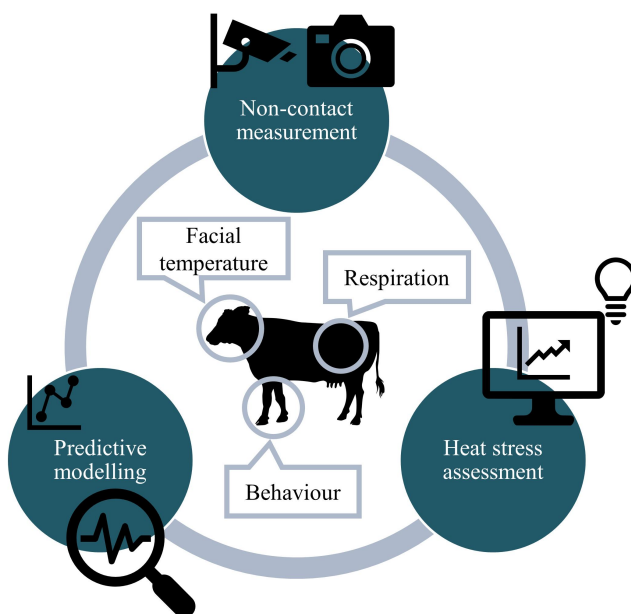 Non-contact
measurement
Facial
temperature
Respiration
Predictive
modelling
Heat stress
assessment
Behaviour